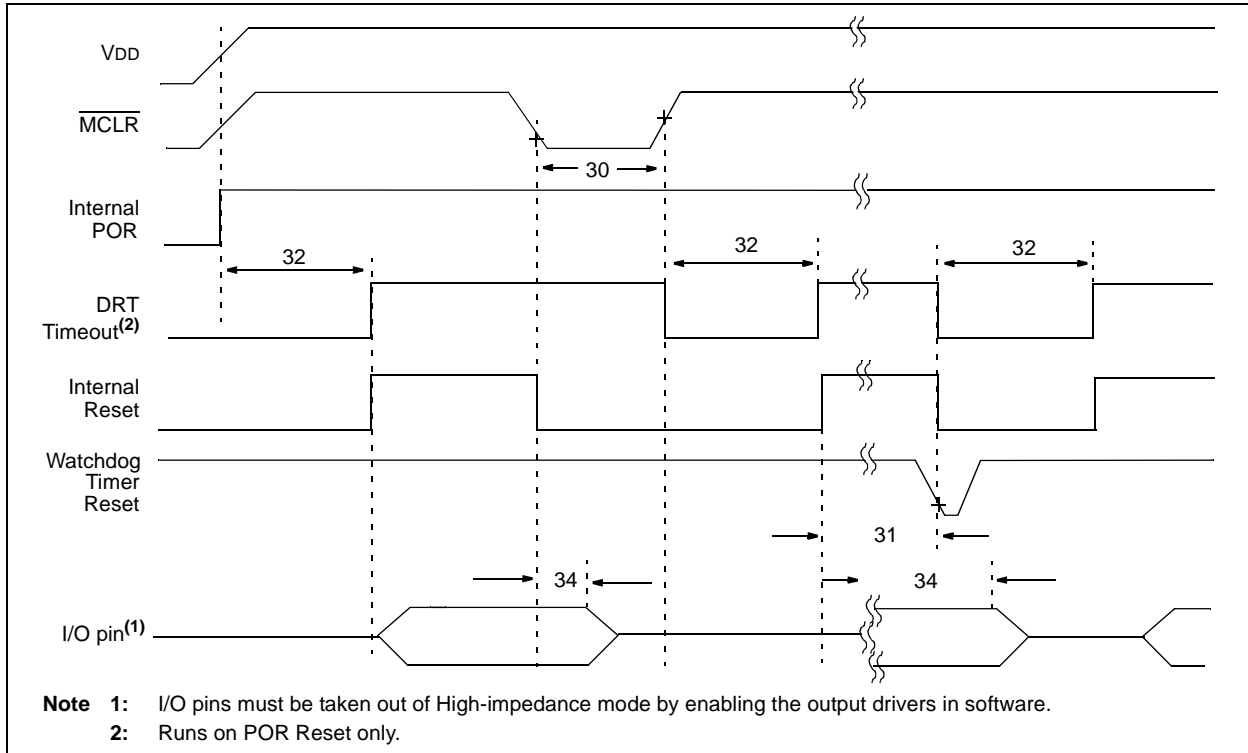 VDD
MCLR
30
Internal
POR
32 32 32
DRT
Timeout(2)
Internal
Reset
Watchdog
Timer
Reset
31
34 34
I/O pin(1)
Note 1: I/O pins must be taken out of High-impedance mode by enabling the output drivers in software.
2: Runs on POR Reset only.